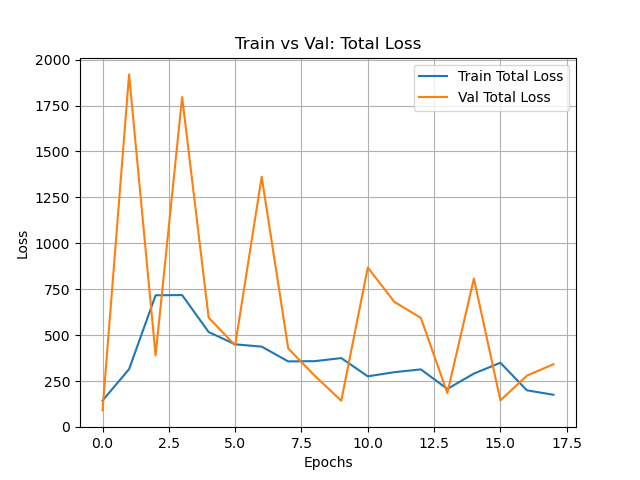 Train vs Val: Total Loss
Train Total Loss
Val Total Loss
Loss
2000
1750
1500
1250
1000
750
500
250
0
0.0 2.5 5.0 7.5 10.0 12.5 15.0 17.5
Epochs